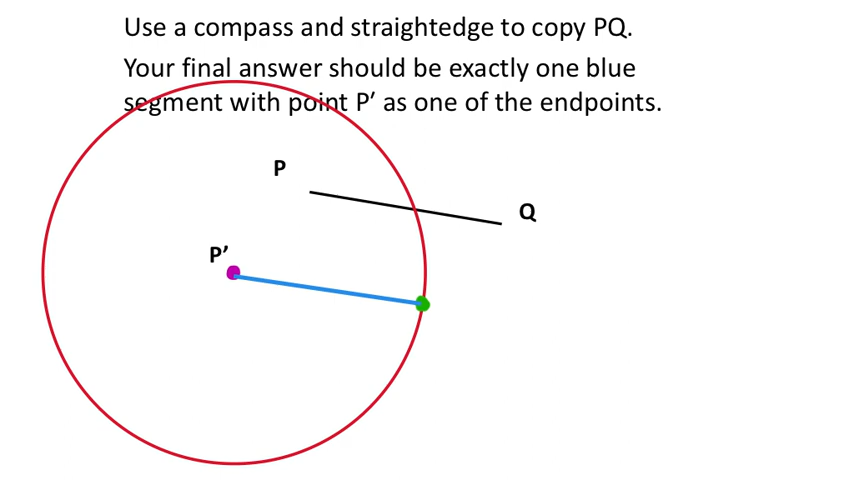 Use a compass and straightedge to copy PQ.
Your final answer should be exactly one blue
segment with point P′ as one of the endpoints.
P
Q
P′